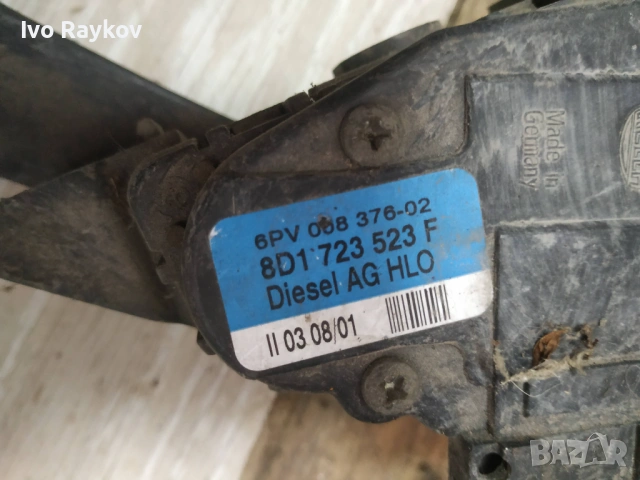 Ivo Raykov
Made in
Germany
6PV 008 376-02
8D1 723 523 F
Diesel AG HLO
II 03 08/01
BAZAR